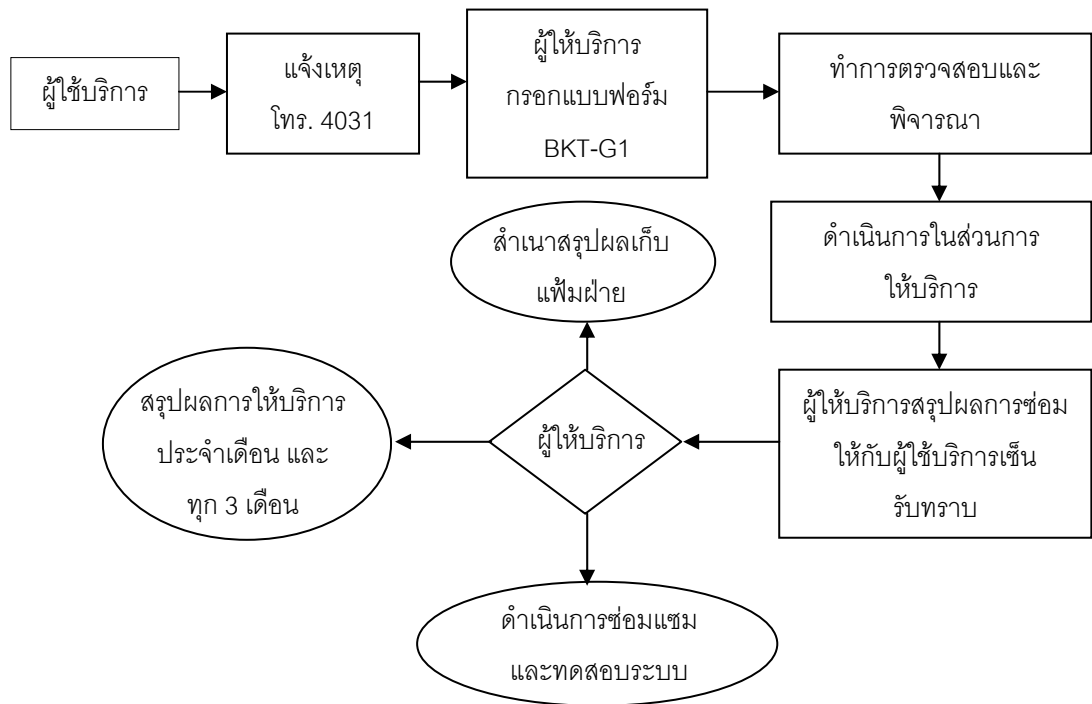 ผู้ใช้บริการ
แจ้งเหตุ
โทร. 4031
ผู้ให้บริการ
กรอกแบบฟอร์ม
BKT-G1
ทำการตรวจสอบและ
พิจารณา
ดำเนินการในส่วนการ
ให้บริการ
ผู้ให้บริการสรุปผลการซ่อม
ให้กับผู้ใช้บริการเซ็น
รับทราบ
ผู้ให้บริการ
สำเนาสรุปผลเก็บ
แฟ้มฝ่าย
สรุปผลการให้บริการ
ประจำเดือน และ
ทุก 3 เดือน
ดำเนินการซ่อมแซม
และทดสอบระบบ